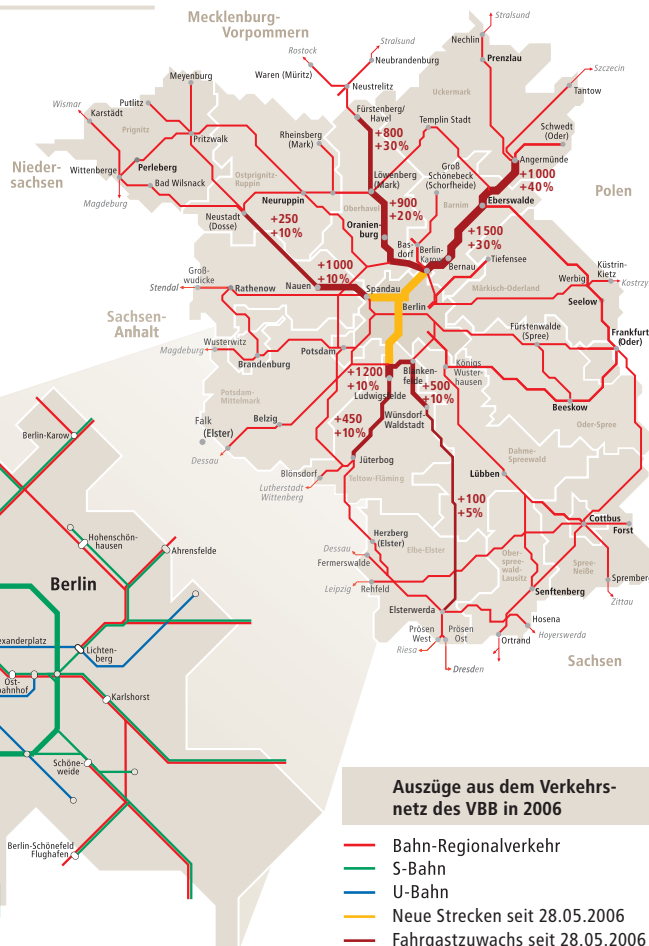 Mecklenburg-
Vorpommern
Stralsund
Nechlin
Prenzlau
Rostock
Stralsund
Neubrandenburg
Waren (Müritz)
Neustrelitz
Szczecin
Tantow
Uckermark
Meyenburg
Wismar
Putlitz
Karstädt
Prignitz
Pritzwalk
Fürstenberg/
Havel
Templin Stadt
Schwedt
(Oder)
Rheinsberg
(Mark)
+800
+30%
Groß
Schönebeck
(Schorfheide)
Angermünde
+1000
+40%
Nieder-
sachsen
Wittenberge
Perleberg
Bad Wilsnack
Magdeburg
Ostprignitz-
Ruppin
Neuruppin
Löwenberg
(Mark)
Oberhavel
+900
+20%
Barnim
Eberswalde
Polen
Neustadt
(Dosse)
+250
+10%
Oranien-
burg
Bas-
dorf
Berlin-
Karow
+1500
+30%
Bernau
Tiefensee
+1000
+10%
Groß-
wudicke
Stendal
Rathenow
Nauen
Spandau
Berlin
Märkisch-Oderland
Werbig
Küstrin-
Kietz
Kostrzy
Seelow
Sachsen-
Anhalt
Wusterwitz
Magdeburg
Brandenburg
Potsdam
Fürstenwalde
(Spree)
Frankfurt
(Oder)
+1200
+10%
Ludwigsfelde
Blanken-
felde
+500
+10%
Königs
Wuster-
hausen
Potsdam-
Mittelmark
Beeskow
Wünsdorf-
Waldstadt
Oder-Spree
Falk
(Elster)
Belzig
Dessau
+450
+10%
Dahme-
Spreewald
Jüterbog
Blönsdorf
Lutherstadt
Wittenberg
Teltow-Fläming
Lübben
+100
+5%
Cottbus
Forst
Herzberg
(Elster)
Dessau
Fermerswalde
Elbe-Elster
Ober-
spree-
wald-
Lausitz
Spree-
Neiße
Leipzig
Rehfeld
Spremberg
Senftenberg
Zittau
Elsterwerda
Hosena
Hoyerswerda
Prösen
West
Prösen
Ost
Ortrand
Riesa
Dresden
Sachsen
Berlin-Karow
Hohenschön-
hausen
Ahrensfelde
Berlin
exanderplatz
Lichten-
berg
Ost-
bahnhof
Karlshorst
Schöne-
weide
Berlin-Schönefeld
Flughafen
Auszüge aus dem Verkehrs-
netz des VBB in 2006
Bahn-Regionalverkehr
S-Bahn
U-Bahn
Neue Strecken seit 28.05.2006
Fahrgastzuwachs seit 28.05.2006